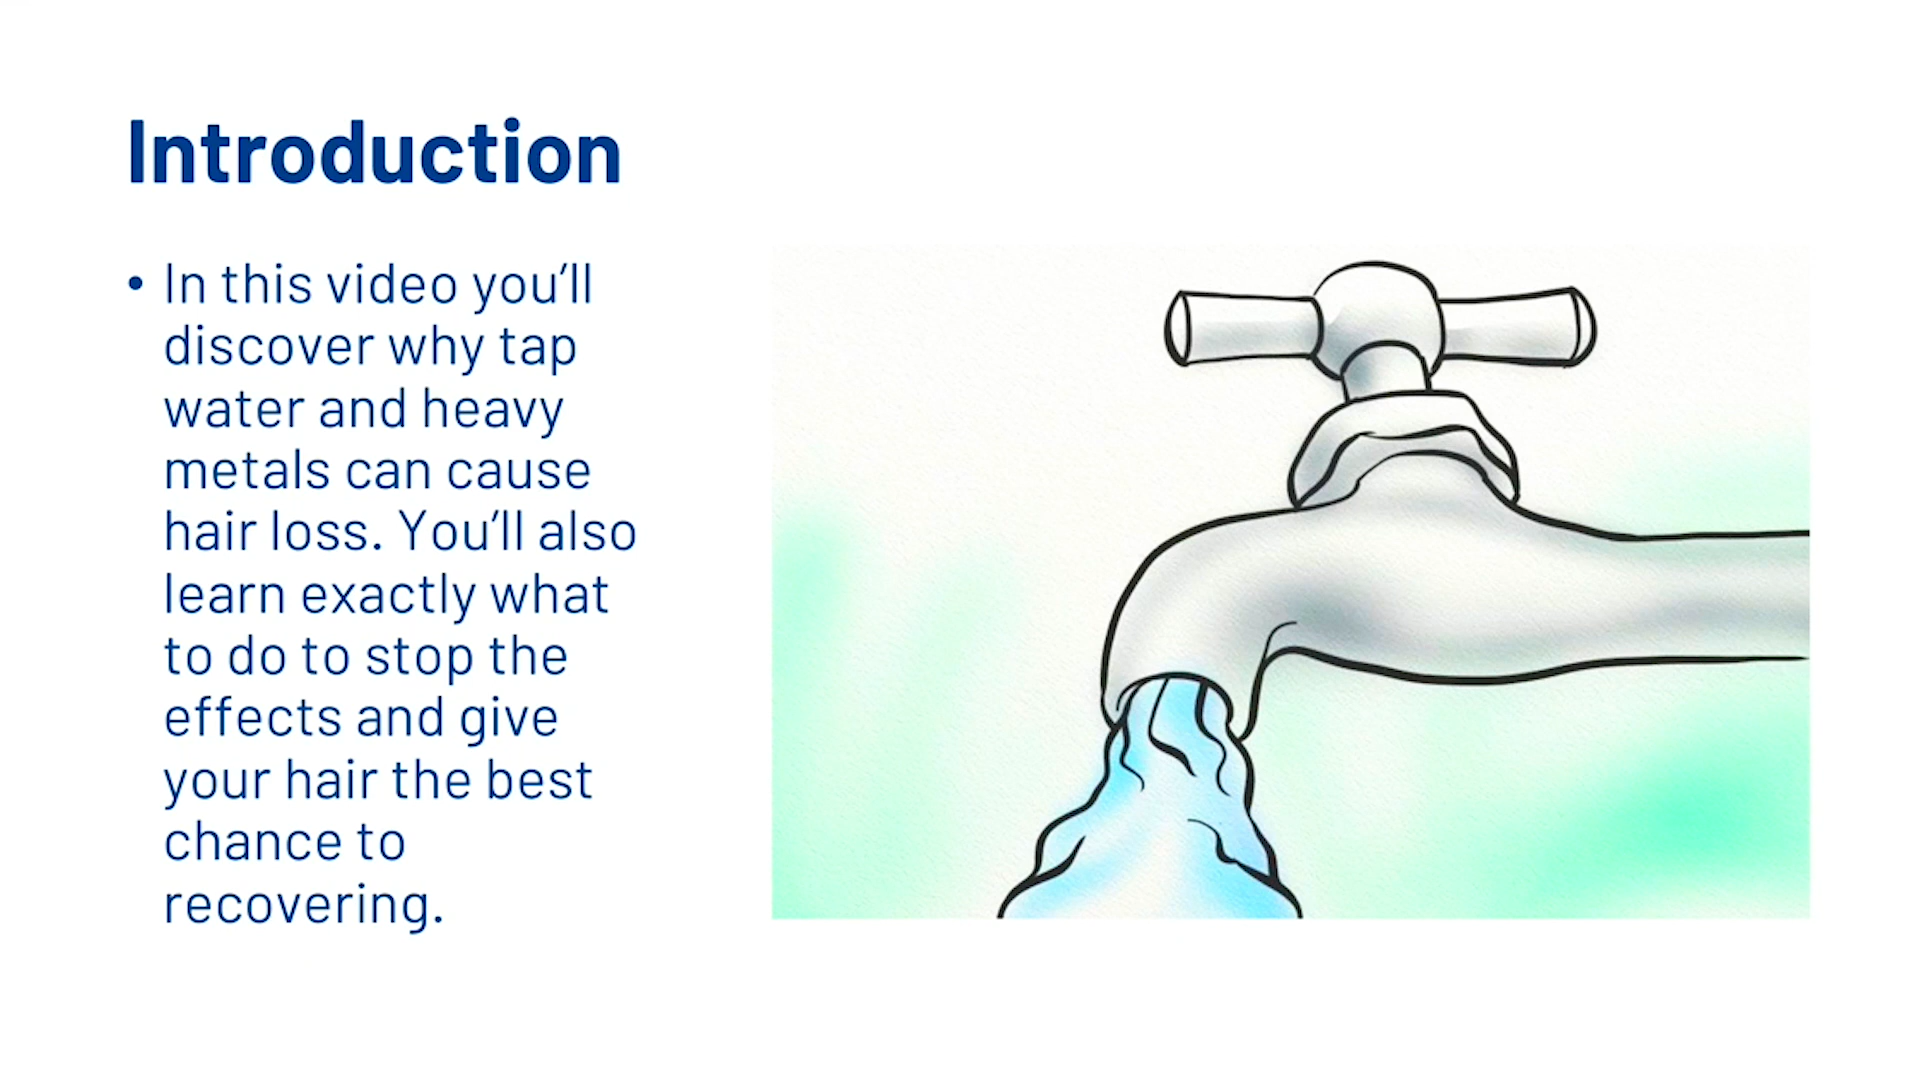 Introduction
• In this video you’ll
discover why tap
water and heavy
metals can cause
hair loss. You’ll also
learn exactly what
to do to stop the
effects and give
your hair the best
chance to
recovering.